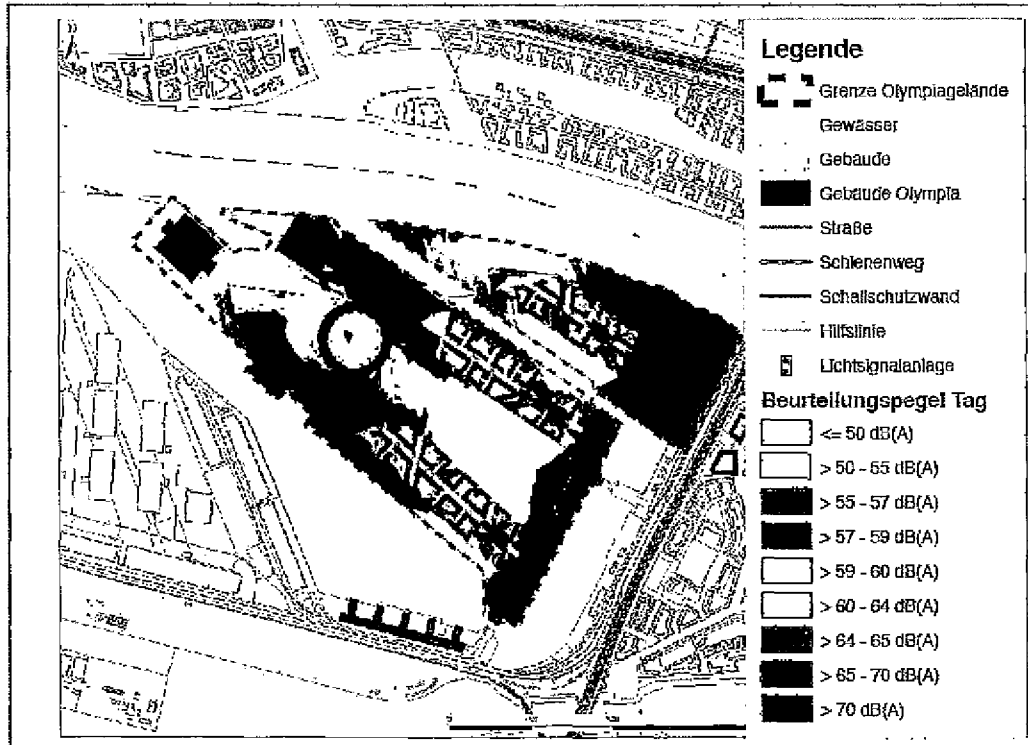 Legende
Grenze Olympiagelände
Gewässer
Gebäude
Gebäude Olympia
Straße
Schienenweg
Schallschutzwand
Hilfslinie
Lichtsignalanlage
Beurteilungspegel Tag
<= 50 dB(A)
> 50 - 55 dB(A)
> 55 - 57 dB(A)
> 57 - 59 dB(A)
> 59 - 60 dB(A)
> 60 - 64 dB(A)
> 64 - 65 dB(A)
> 65 - 70 dB(A)
> 70 dB(A)